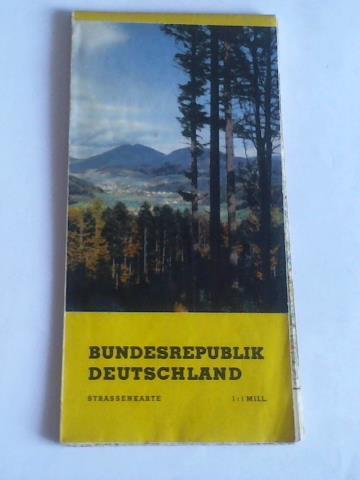 BUNDESREPUBLIK
DEUTSCHLAND
STRASSENKARTE 1:1 MILL.